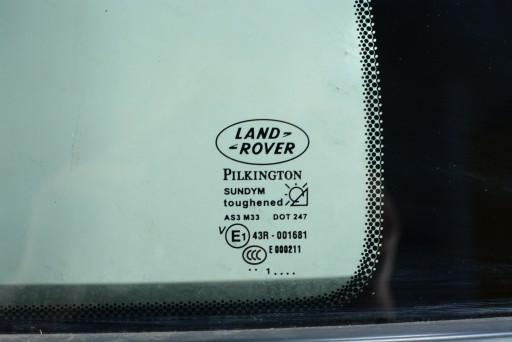 LAND
ROVER
PILKINGTON
SUNDYM
toughened
AS3 M33 DOT 247
V E1 43R - 001681
CCC E 000211
.. 1 ....